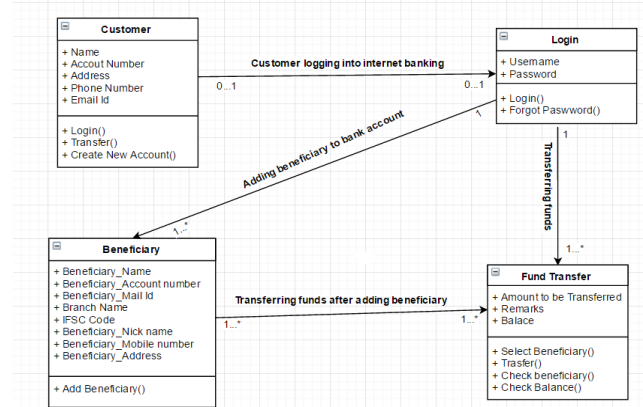 Customer
+ Name
+ Accout Number
+ Address
+ Phone Number
+ Email Id
+ Login()
+ Transfer()
+ Create New Account()
Customer logging into internet banking
0...1
0...1
Login
+ Username
+ Password
+ Login()
+ Forgot Paswword()
1
1
Adding beneficiary to bank account
1...*
Transferring funds
1...*
Beneficiary
+ Beneficiary_Name
+ Beneficiary_Account number
+ Beneficiary_Mail Id
+ Branch Name
+ IFSC Code
+ Beneficiary_Nick name
+ Beneficiary_Mobile number
+ Beneficiary_Address
+ Add Beneficiary()
Transferring funds after adding beneficiary
1...*
1...*
Fund Transfer
+ Amount to be Transferred
+ Remarks
+ Balace
+ Select Beneficiary()
+ Trasfer()
+ Check beneficiary()
+ Check Balance()